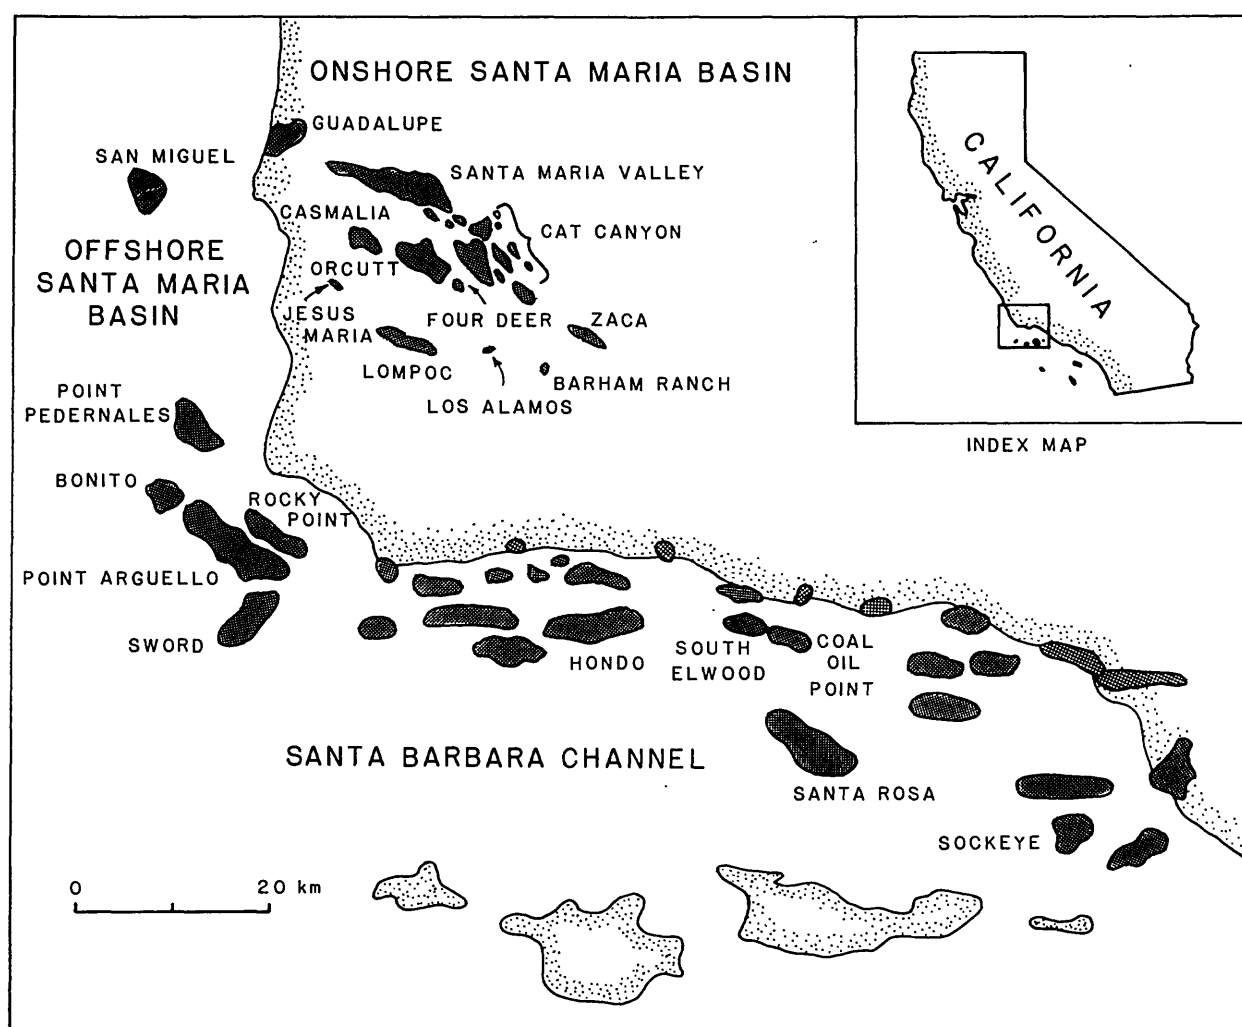 ONSHORE SANTA MARIA BASIN
GUADALUPE
SAN MIGUEL
SANTA MARIA VALLEY
CASMALIA
CAT CANYON
OFFSHORE
SANTA MARIA
BASIN
ORCUTT
JESUS
MARIA
FOUR DEER
ZACA
LOMPOC
BARHAM RANCH
LOS ALAMOS
CALIFORNIA
INDEX MAP
POINT
PEDERNALES
BONITO
ROCKY
POINT
POINT ARGUELLO
SWORD
HONDO
SOUTH
ELWOOD
COAL
OIL
POINT
SANTA BARBARA CHANNEL
SANTA ROSA
SOCKEYE
0 20 km